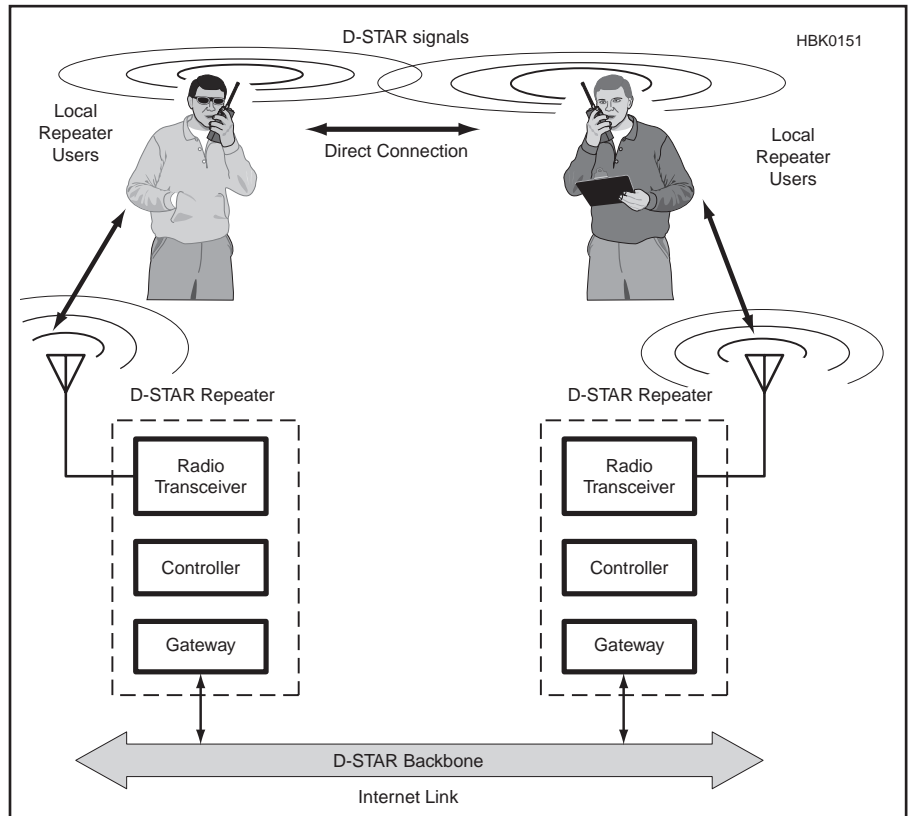 D-STAR signals
HBK0151
Local
Repeater
Users
Direct Connection
Local
Repeater
Users
D-STAR Repeater
D-STAR Repeater
Radio
Transceiver
Radio
Transceiver
Controller
Controller
Gateway
Gateway
D-STAR Backbone
Internet Link